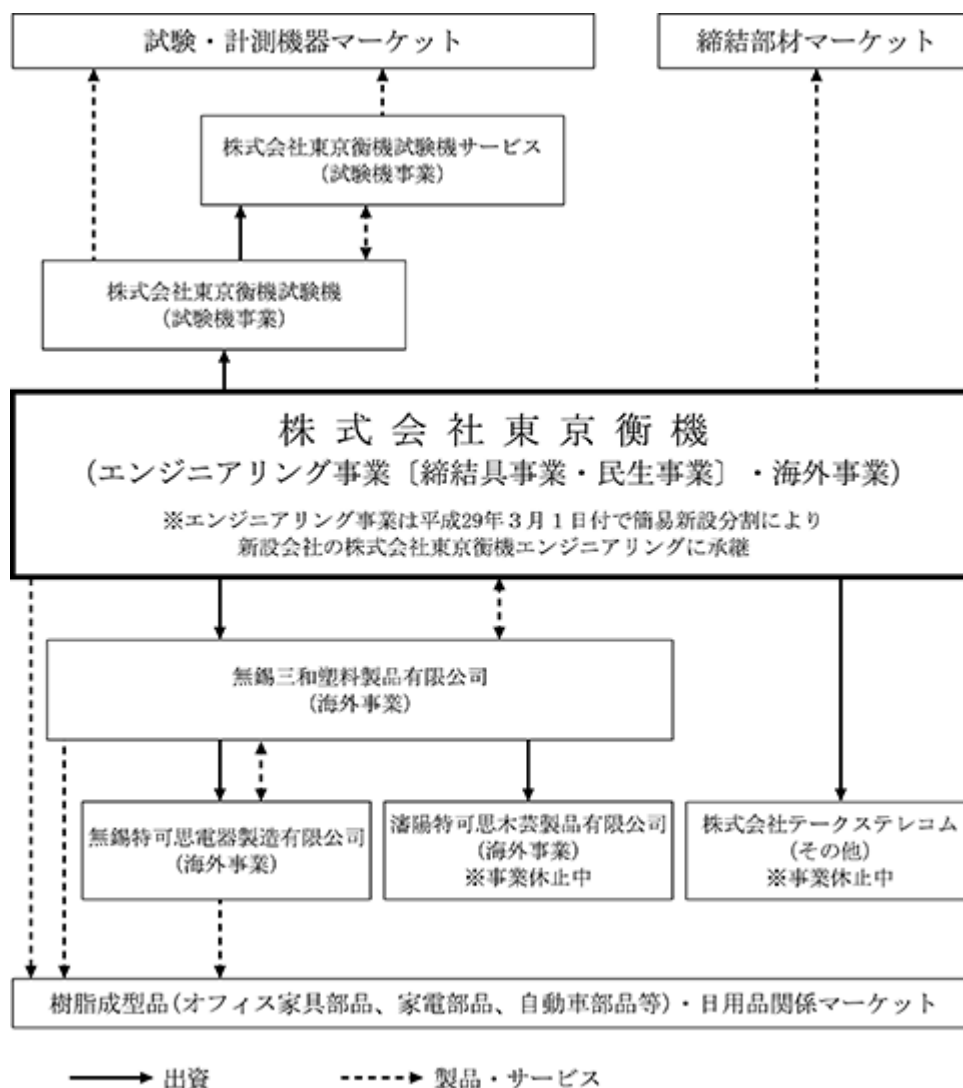 試験・計測機器マーケット
締結部材マーケット
株式会社東京衡機試験機サービス
(試験機事業)
株式会社東京衡機試験機
(試験機事業)
株式会社東京衡機
(エンジニアリング事業〔締結具事業・民生事業〕・海外事業)
※エンジニアリング事業は平成29年３月１日付で簡易新設分割により
新設会社の株式会社東京衡機エンジニアリングに承継
無錫三和塑料製品有限公司
(海外事業)
無錫特可思電器製造有限公司
(海外事業)
瀋陽特可思木芸製品有限公司
(海外事業)
※事業休止中
株式会社テークステレコム
(その他)
※事業休止中
樹脂成型品(オフィス家具部品、家電部品、自動車部品等)・日用品関係マーケット
出資
製品・サービス